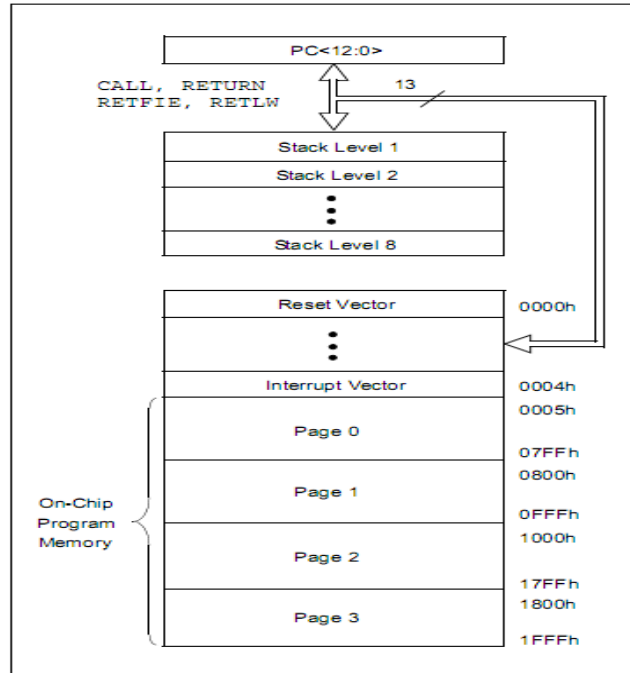 PC<12:0>
CALL, RETURN
RETFIE, RETLW
13
Stack Level 1
Stack Level 2
Stack Level 8
Reset Vector
0000h
Interrupt Vector
0004h
0005h
Page 0
07FFh
0800h
Page 1
On-Chip
Program
Memory
0FFFh
1000h
Page 2
17FFh
1800h
Page 3
1FFFh